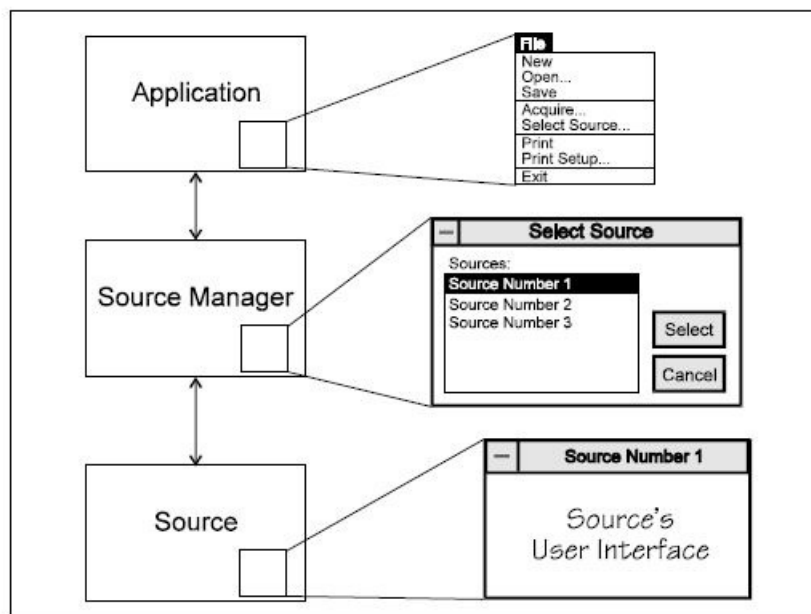 Application
File
New
Open...
Save
Acquire...
Select Source...
Print
Print Setup...
Exit
Source Manager
Select Source
Sources:
Source Number 1
Source Number 2
Source Number 3
Select
Cancel
Source
Source Number 1
Source's
User Interface